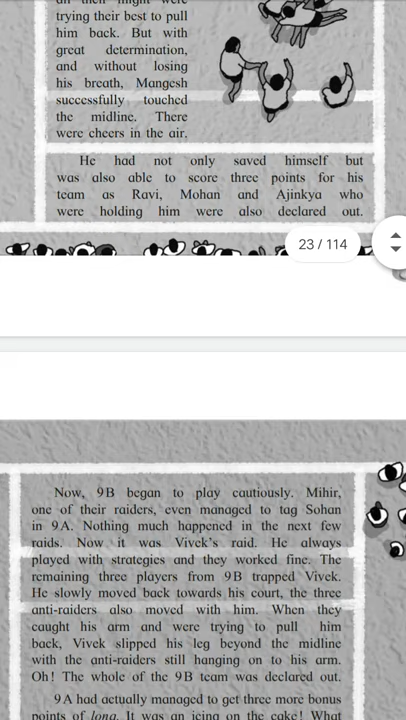 all their might were
trying their best to pull
him back. But with
great determination,
and without losing
his breath, Mangesh
successfully touched
the midline. There
were cheers in the air.
He had not only saved himself but
was also able to score three points for his
team as Ravi, Mohan and Ajinkya who
were holding him were also declared out.
23 / 114
Now, 9B began to play cautiously. Mihir,
one of their raiders, even managed to tag Sohan
in 9A. Nothing much happened in the next few
raids. Now it was Vivek's raid. He always
played with strategies and they worked fine. The
remaining three players from 9B trapped Vivek.
He slowly moved back towards his court, the three
anti-raiders also moved with him. When they
caught his arm and were trying to pull him
back, Vivek slipped his leg beyond the midline
with the anti-raiders still hanging on to his arm.
Oh! The whole of the 9B team was declared out.
9A had actually managed to get three more bonus
points of long. It was an icing on the cake! What